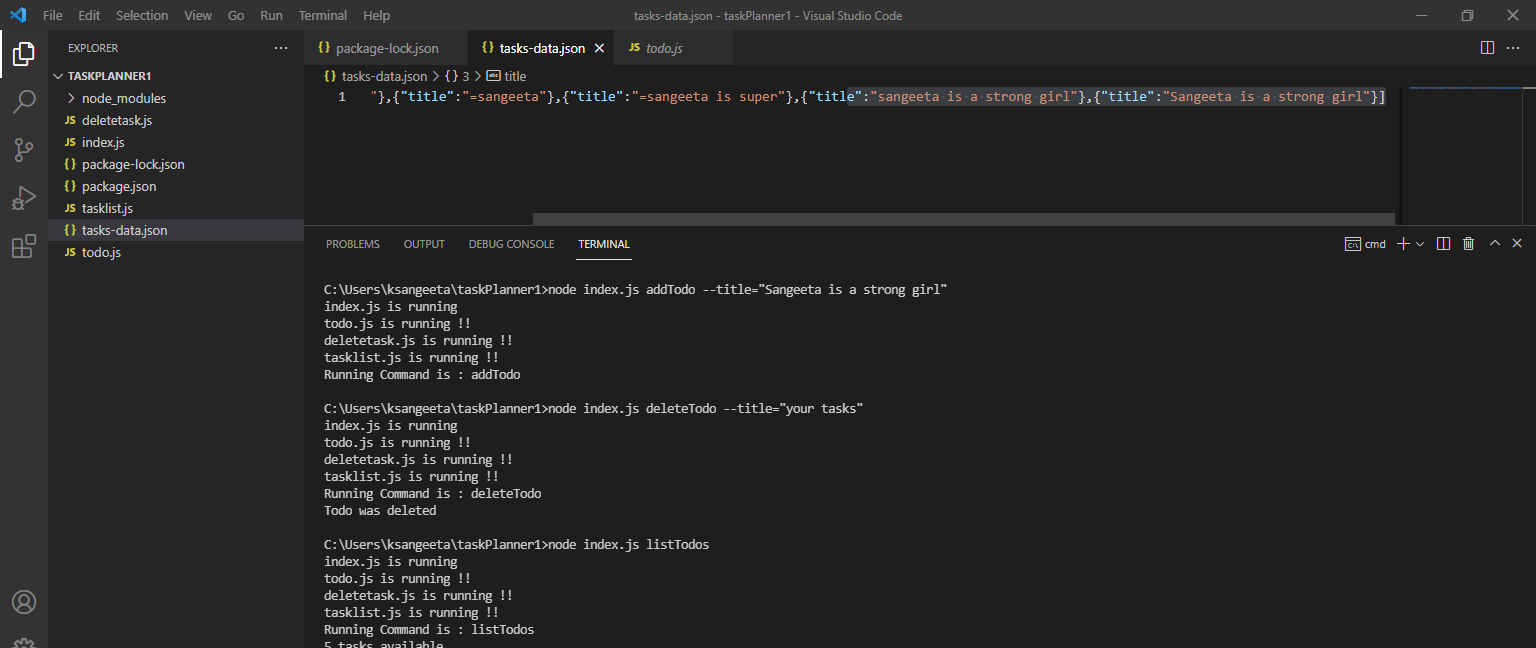 File Edit Selection View Go Run Terminal Help
tasks-data.json - taskPlanner1 - Visual Studio Code
EXPLORER
TASKPLANNER1
node_modules
JS deletetask.js
JS index.js
{} package-lock.json
{} package.json
JS tasklist.js
{} tasks-data.json
JS todo.js
{} package-lock.json
{} tasks-data.json
JS todo.js
{} tasks-data.json > {} 3 > abc title
1 "},{"title":"=sangeeta"},{"title":"=sangeeta is super"},{"title":"sangeeta is a strong girl"},{"title":"Sangeeta is a strong girl"}]
PROBLEMS OUTPUT DEBUG CONSOLE TERMINAL
cmd
C:\Users\ksangeeta\taskPlanner1>node index.js addTodo --title="Sangeeta is a strong girl"
index.js is running
todo.js is running !!
deletetask.js is running !!
tasklist.js is running !!
Running Command is : addTodo
C:\Users\ksangeeta\taskPlanner1>node index.js deleteTodo --title="your tasks"
index.js is running
todo.js is running !!
deletetask.js is running !!
tasklist.js is running !!
Running Command is : deleteTodo
Todo was deleted
C:\Users\ksangeeta\taskPlanner1>node index.js listTodos
index.js is running
todo.js is running !!
deletetask.js is running !!
tasklist.js is running !!
Running Command is : listTodos
5 tasks available